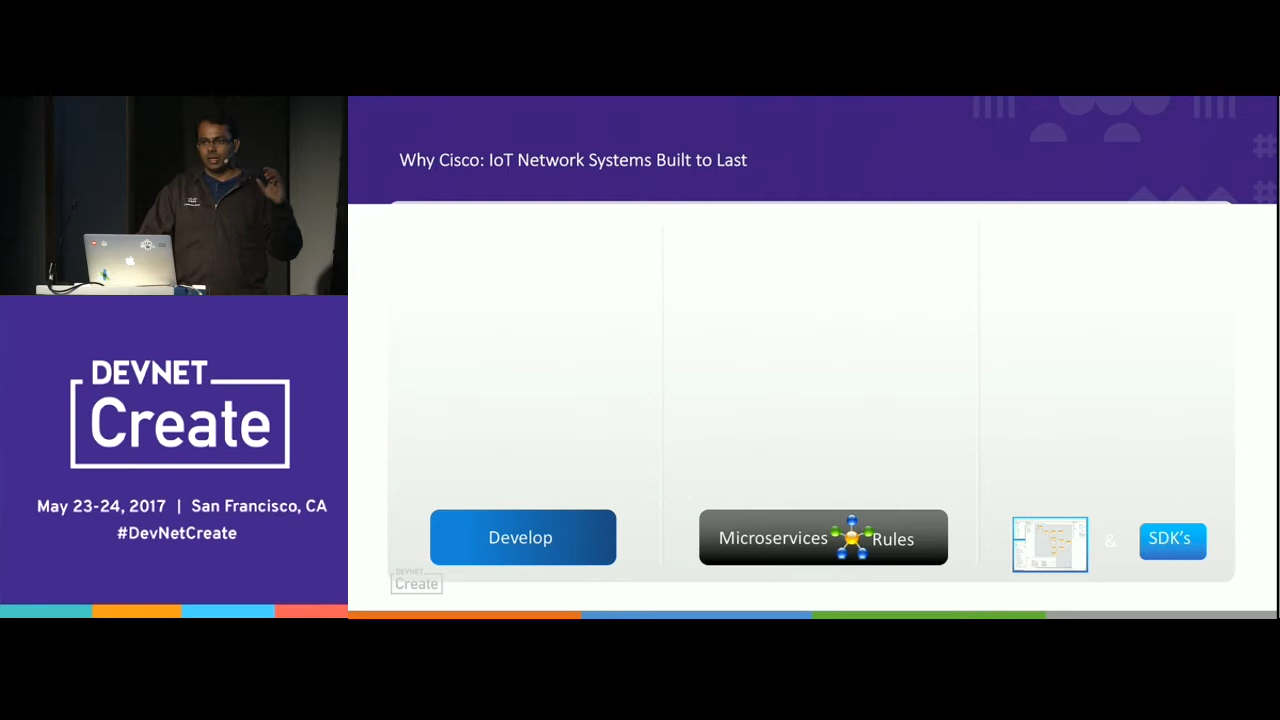 Why Cisco: IoT Network Systems Built to Last
DEVNET
Create
May 23-24, 2017 | San Francisco, CA
#DevNetCreate
Develop
Microservices Rules
& SDK's
DEVNET
Create